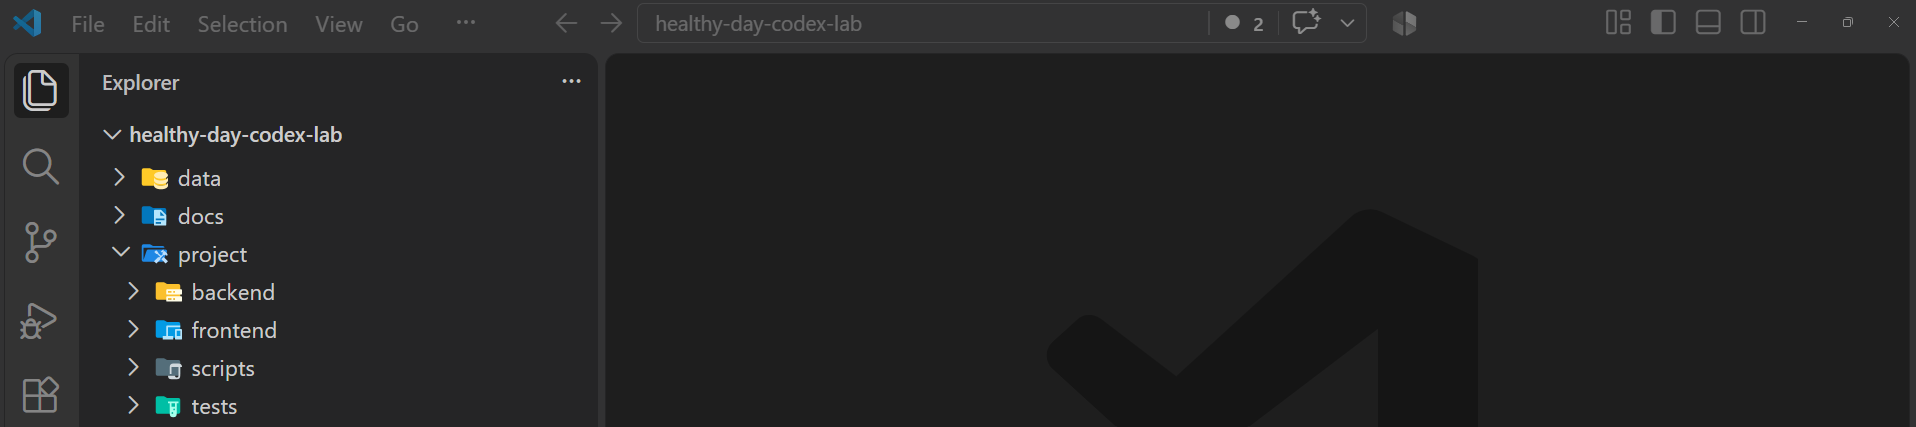 File Edit Selection View Go ··· healthy-day-codex-lab 2
Explorer ···
healthy-day-codex-lab
data
docs
project
backend
frontend
scripts
tests